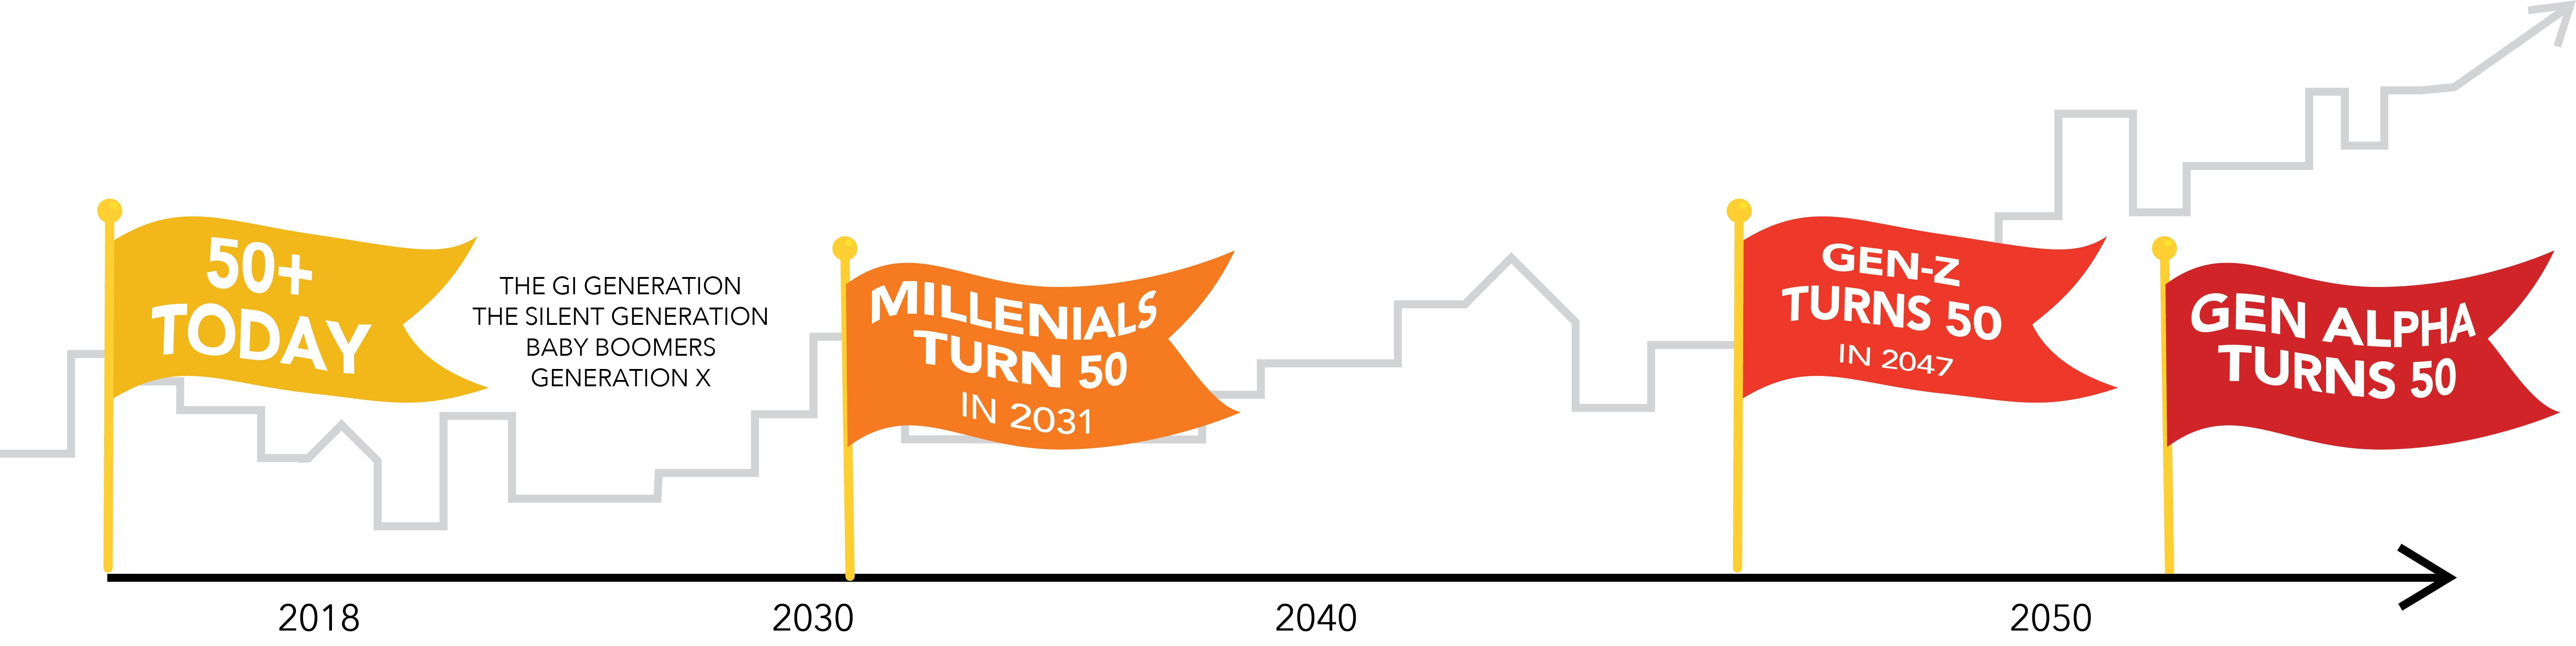 50+
TODAY
THE GI GENERATION
THE SILENT GENERATION
BABY BOOMERS
GENERATION X
MILLENIALS
TURN 50
IN 2031
GEN-Z
TURNS 50
IN 2047
GEN ALPHA
TURNS 50
2018
2030
2040
2050